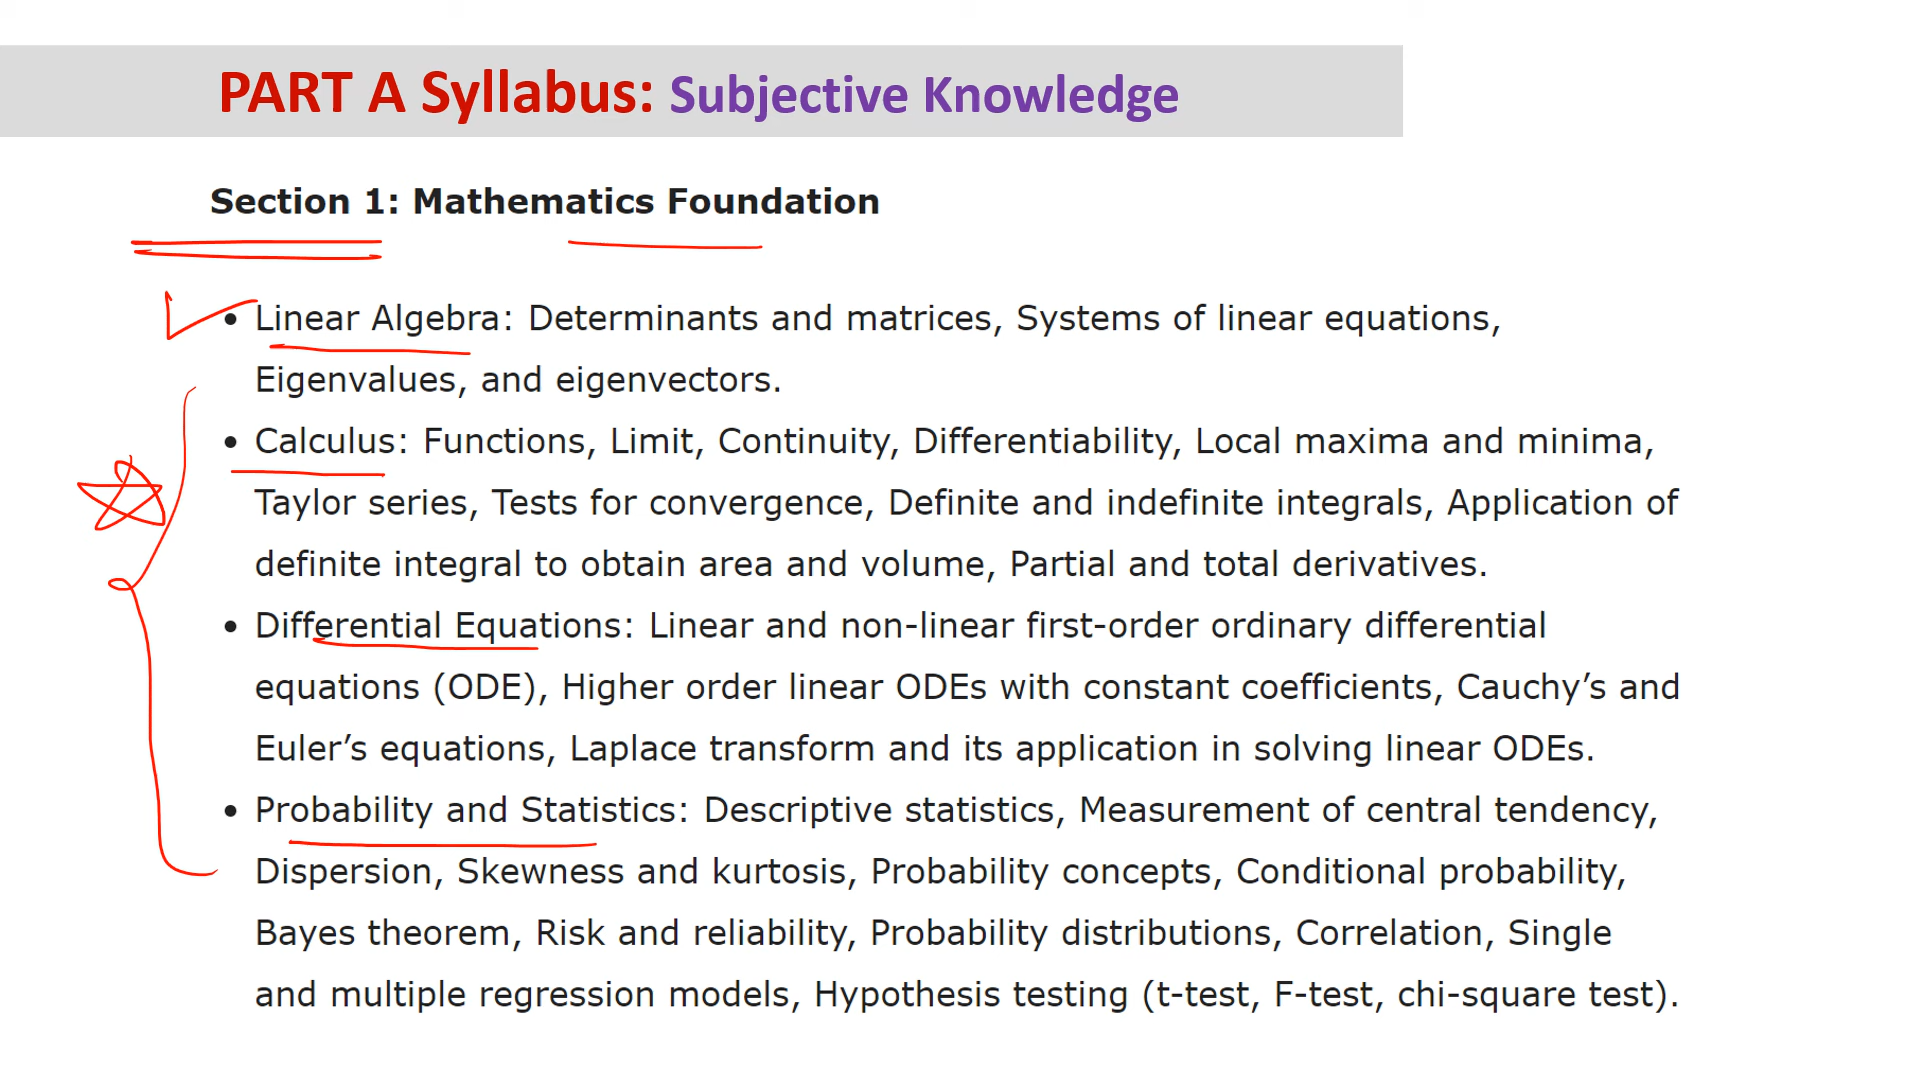 PART A Syllabus: Subjective Knowledge
Section 1: Mathematics Foundation
• Linear Algebra: Determinants and matrices, Systems of linear equations,
Eigenvalues, and eigenvectors.
• Calculus: Functions, Limit, Continuity, Differentiability, Local maxima and minima,
Taylor series, Tests for convergence, Definite and indefinite integrals, Application of
definite integral to obtain area and volume, Partial and total derivatives.
• Differential Equations: Linear and non-linear first-order ordinary differential
equations (ODE), Higher order linear ODEs with constant coefficients, Cauchy’s and
Euler’s equations, Laplace transform and its application in solving linear ODEs.
• Probability and Statistics: Descriptive statistics, Measurement of central tendency,
Dispersion, Skewness and kurtosis, Probability concepts, Conditional probability,
Bayes theorem, Risk and reliability, Probability distributions, Correlation, Single
and multiple regression models, Hypothesis testing (t-test, F-test, chi-square test).